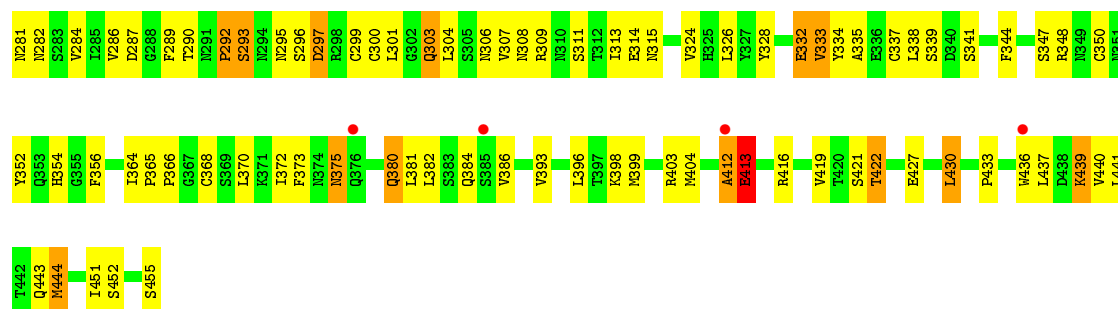 N281 N282 S283 V284 I285 V286 D287 G288 F289 T290 N291 P292 S293 N294 N295 S296 D297 R298 C299 C300 L301 G302 Q303 L304 S305 N306 V307 N308 R309 N310 S311 T312 I313 E314 N315 V324 H325 L326 Y327 Y328 E332 V333 Y334 A335 E336 C337 L338 S339 D340 S341 F344 S347 R348 N349 C350 N351
Y352 Q353 H354 G355 F356 I364 P365 P366 G367 C368 S369 L370 K371 I372 F373 N374 N375 Q376 Q380 L381 L382 S383 Q384 S385 V386 V393 L396 T397 K398 M399 R403 M404 A412 E413 R416 V419 T420 S421 T422 E427 L430 P433 W436 L437 D438 K439 V440 L441
T442 Q443 M444 I451 S452 S455